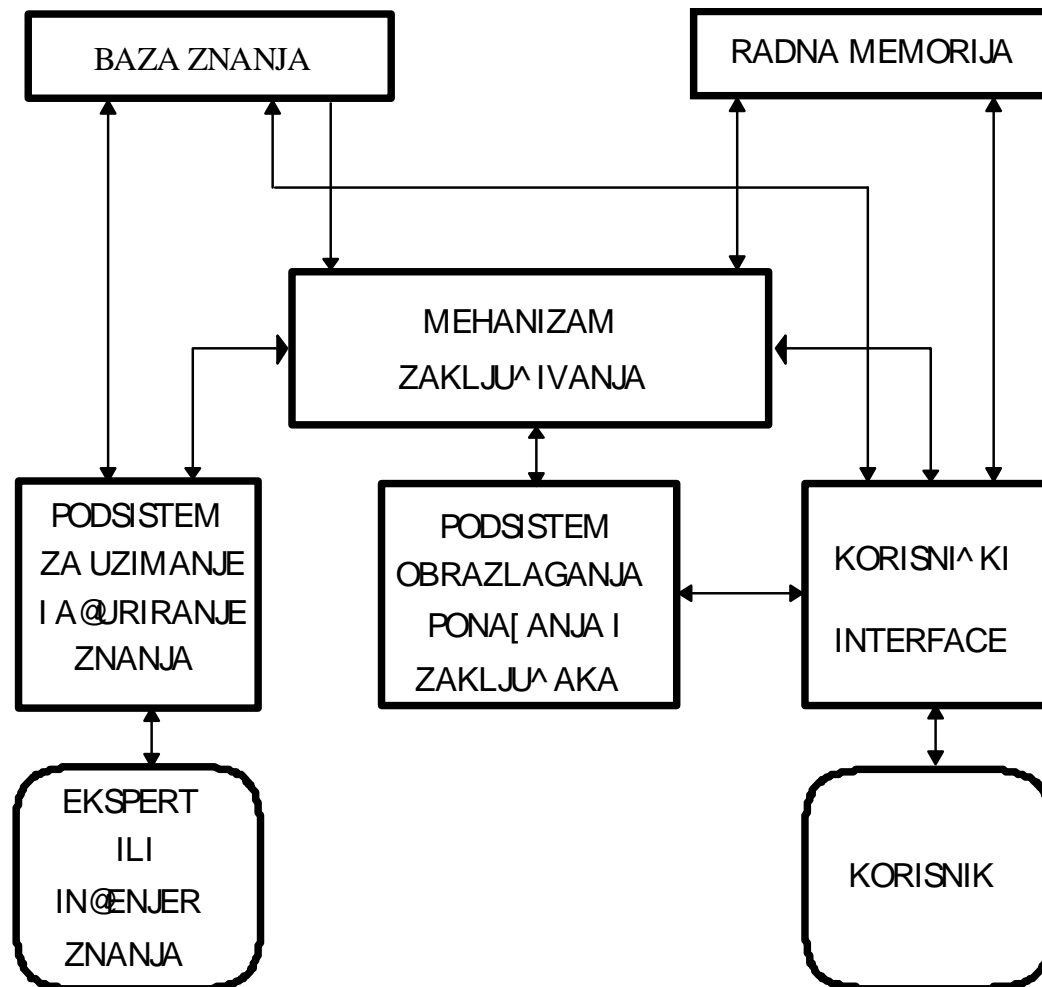 BAZA ZNANJA
RADNA MEMORIJA
MEHANIZAM
ZAKLJU^IVANJA
PODSISTEM
ZA UZIMANJE
I A@URIRANJE
ZNANJA
PODSISTEM
OBRAZLAGANJA
PONA[ANJA I
ZAKLJU^AKA
KORISNI^KI
INTERFACE
EKSPERT
ILI
IN@ENJER
ZNANJA
KORISNIK